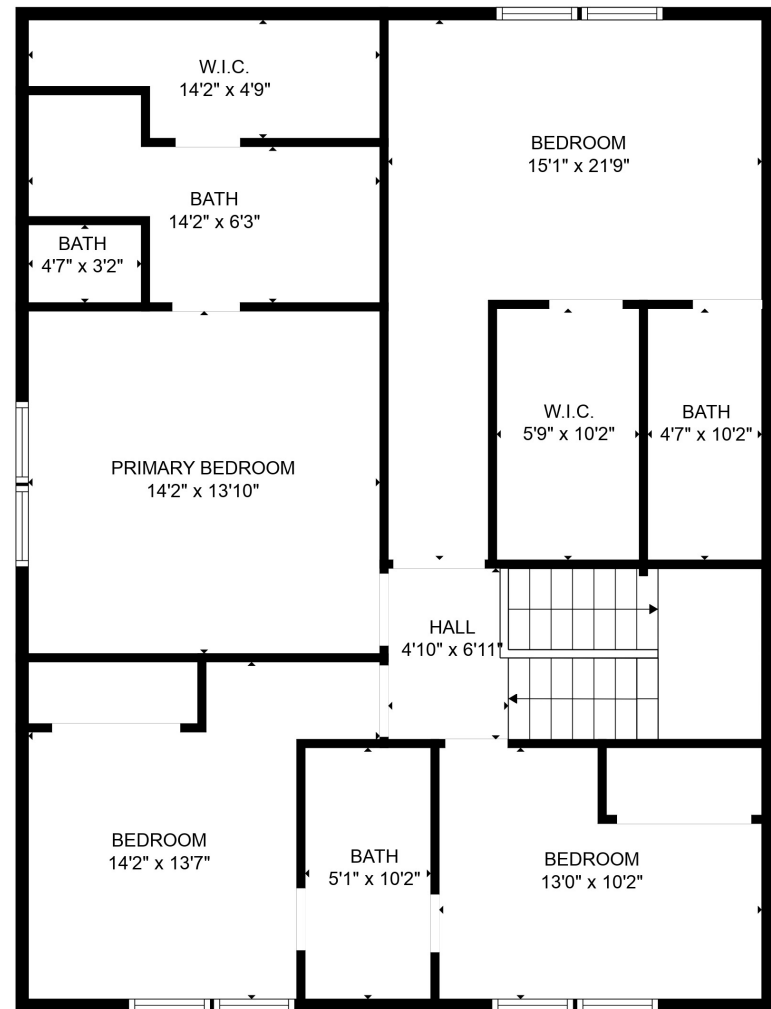 W.I.C.
14'2" x 4'9"
BEDROOM
15'1" x 21'9"
BATH
14'2" x 6'3"
BATH
4'7" x 3'2"
W.I.C.
5'9" x 10'2"
BATH
4'7" x 10'2"
PRIMARY BEDROOM
14'2" x 13'10"
HALL
4'10" x 6'11"
BEDROOM
14'2" x 13'7"
BATH
5'1" x 10'2"
BEDROOM
13'0" x 10'2"